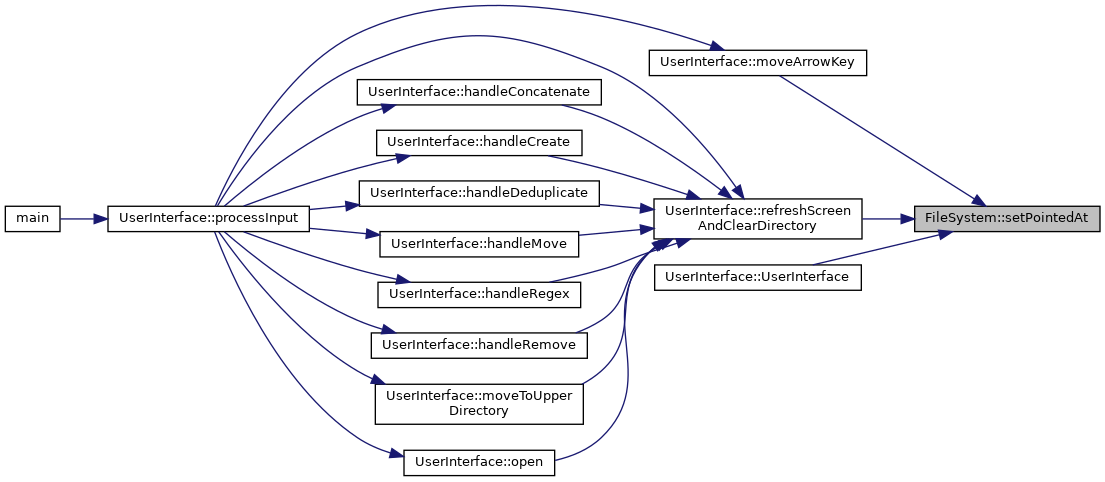 UserInterface::moveArrowKey
UserInterface::handleConcatenate
UserInterface::handleCreate
UserInterface::handleDeduplicate
UserInterface::refreshScreen
AndClearDirectory
main
UserInterface::processInput
FileSystem::setPointedAt
UserInterface::handleMove
UserInterface::UserInterface
UserInterface::handleRegex
UserInterface::handleRemove
UserInterface::moveToUpper
Directory
UserInterface::open